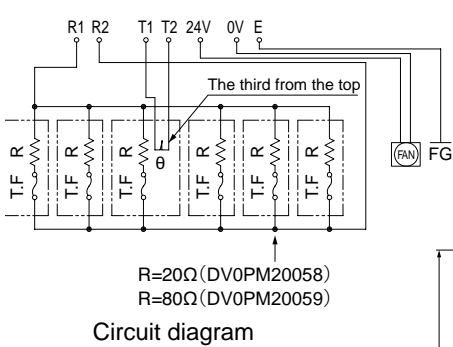 R1 R2 T1 T2 24V 0V E
The third from the top
T.F R T.F R T.F R θ T.F R T.F R T.F R
FAN FG
R=20Ω(DV0PM20058)
R=80Ω(DV0PM20059)
Circuit diagram